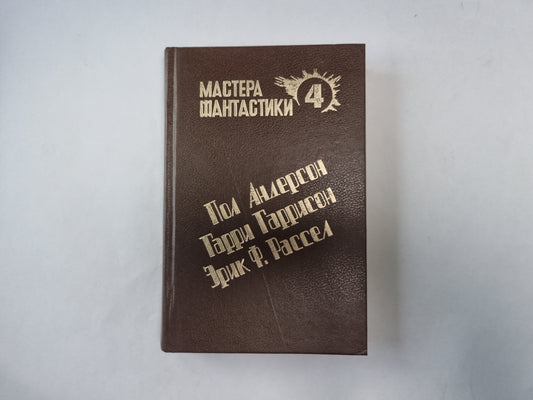 МАСТЕРА
ФАНТАСТИКИ
4
Пол Андерсон
Гарри Гаррисон
Эрик Ф. Рассел